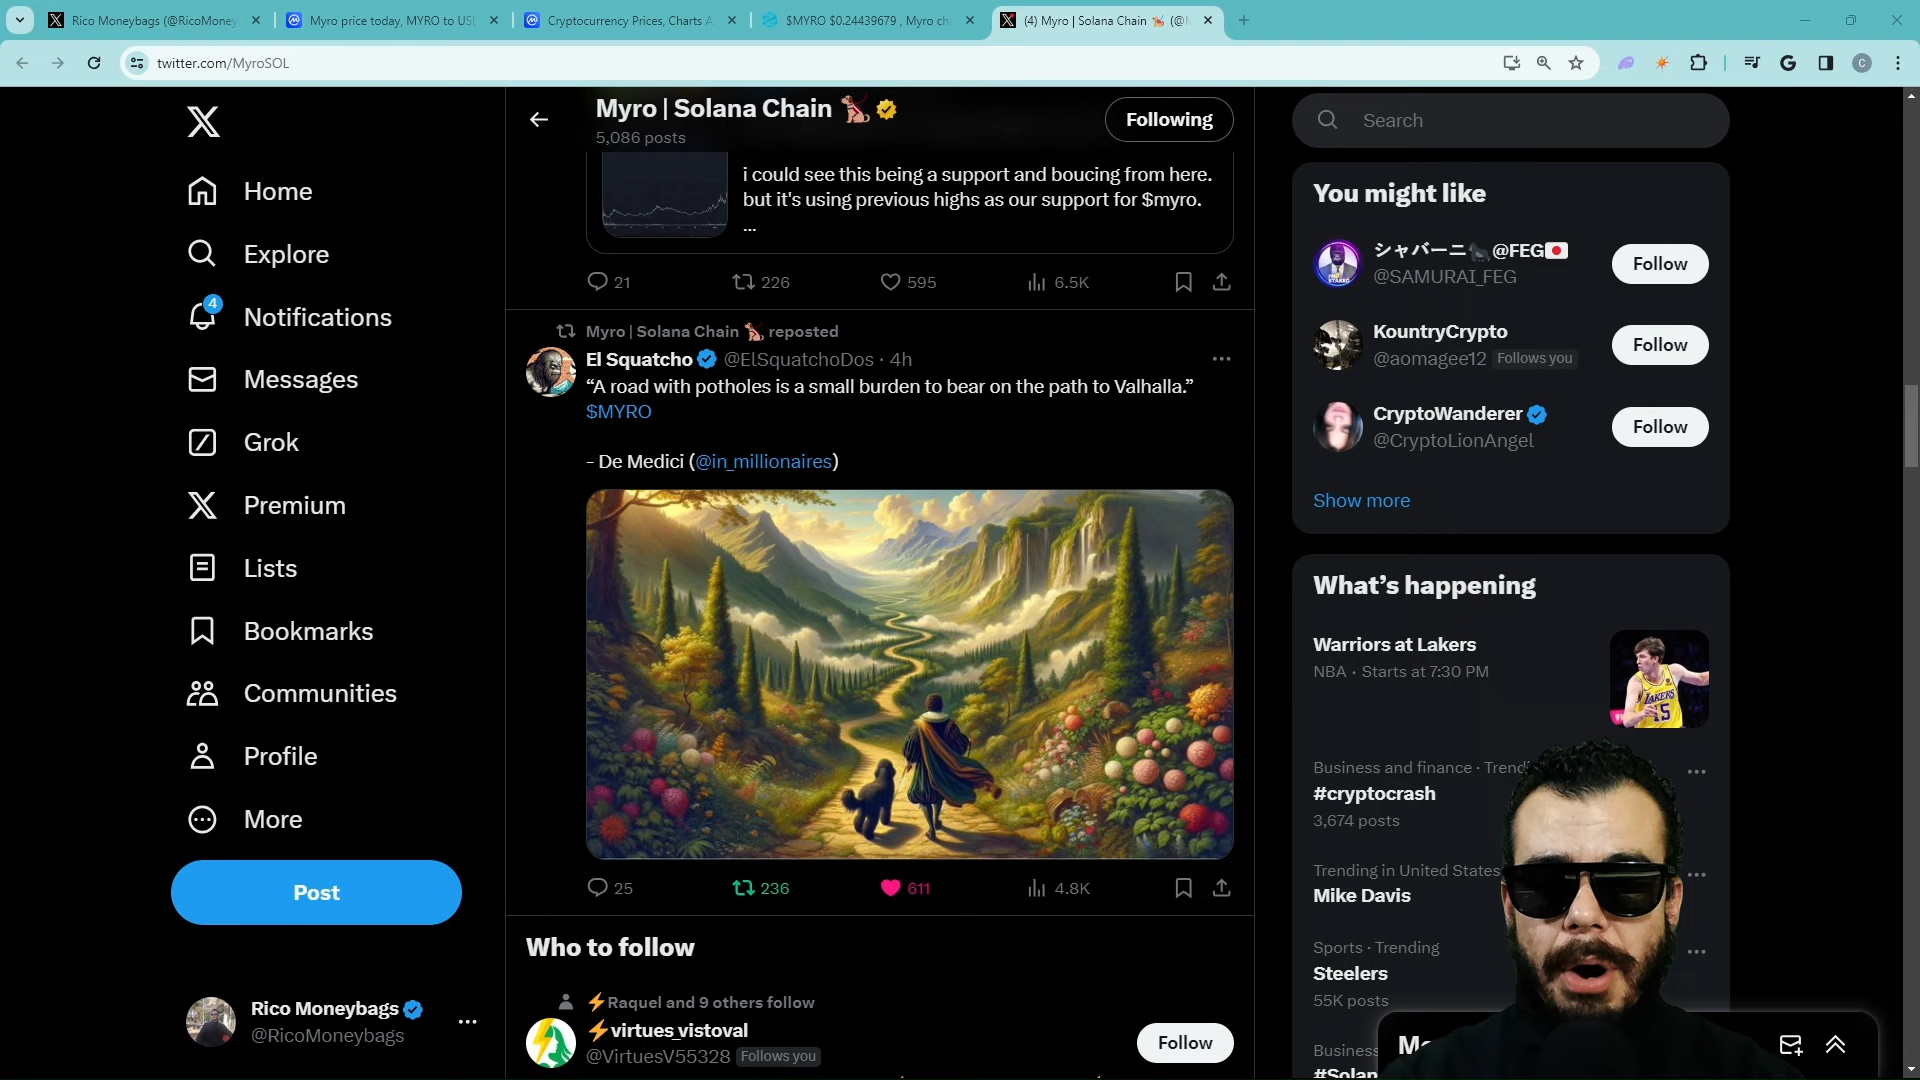 Rico Moneybags (@RicoMoney
Myro price today, MYRO to US
Cryptocurrency Prices, Charts A
$MYRO $0.24439679 , Myro ch
(4) Myro | Solana Chain
twitter.com/MyroSOL
C
Myro | Solana Chain
5,086 posts
Following
Search
i could see this being a support and boucing from here.
but it's using previous highs as our support for $myro.
...
21
226
595
6.5K
Home
Explore
4
Notifications
Messages
Grok
Premium
Lists
Bookmarks
Communities
Profile
More
Post
Rico Moneybags
@RicoMoneybags
Myro | Solana Chain reposted
El Squatcho @ElSquatchoDos · 4h
“A road with potholes is a small burden to bear on the path to Valhalla.”
$MYRO
- De Medici (@in_millionaires)
25
236
611
4.8K
Who to follow
Raquel and 9 others follow
virtues_vistoval
@VirtuesV55328 Follows you
Follow
You might like
シャバーニ @FEG
@SAMURAI_FEG
Follow
KountryCrypto
@aomagee12 Follows you
Follow
CryptoWanderer
@CryptoLionAngel
Follow
Show more
What’s happening
Warriors at Lakers
NBA · Starts at 7:30 PM
LAKERS
15
Business and finance · Trend
#cryptocrash
3,674 posts
Trending in United States
Mike Davis
Sports · Trending
Steelers
55K posts
Business
#Solan